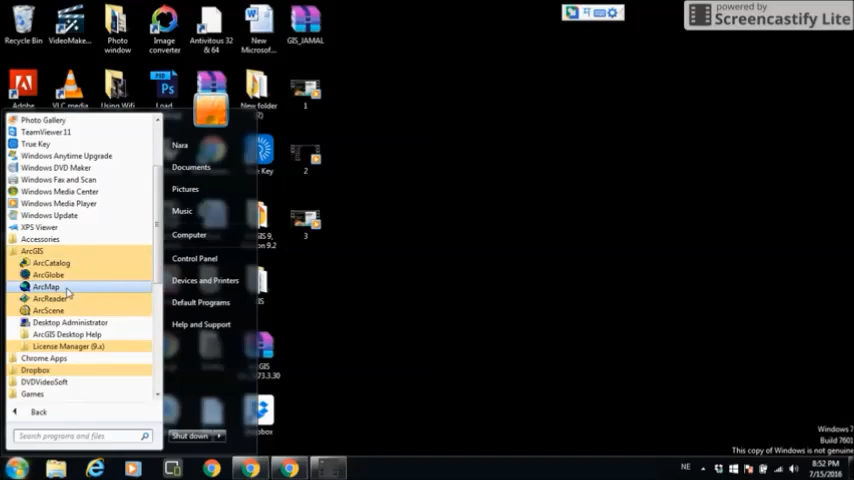 powered by
Screencastify Lite
Recycle Bin
VideoMake...
Photo window
Image converter
Antivitous 32 & 64
New Microsof...
GIS_JAMAL
Adobe
VLC media
Using Wifi
Load
New folder
1
2
3
Photo Gallery
TeamViewer 11
True Key
Windows Anytime Upgrade
Windows DVD Maker
Windows Fax and Scan
Windows Media Center
Windows Media Player
Windows Update
XPS Viewer
Accessories
ArcGIS
ArcCatalog
ArcGlobe
ArcMap
ArcReader
ArcScene
Desktop Administrator
ArcGIS Desktop Help
License Manager (9.x)
Chrome Apps
Dropbox
DVDVideoSoft
Games
Back
Search programs and files
Nara
Documents
Pictures
Music
Computer
Control Panel
Devices and Printers
Default Programs
Help and Support
Shut down
Windows 7
Build 7601
This copy of Windows is not genuine
NE
8:52 PM
7/15/2016